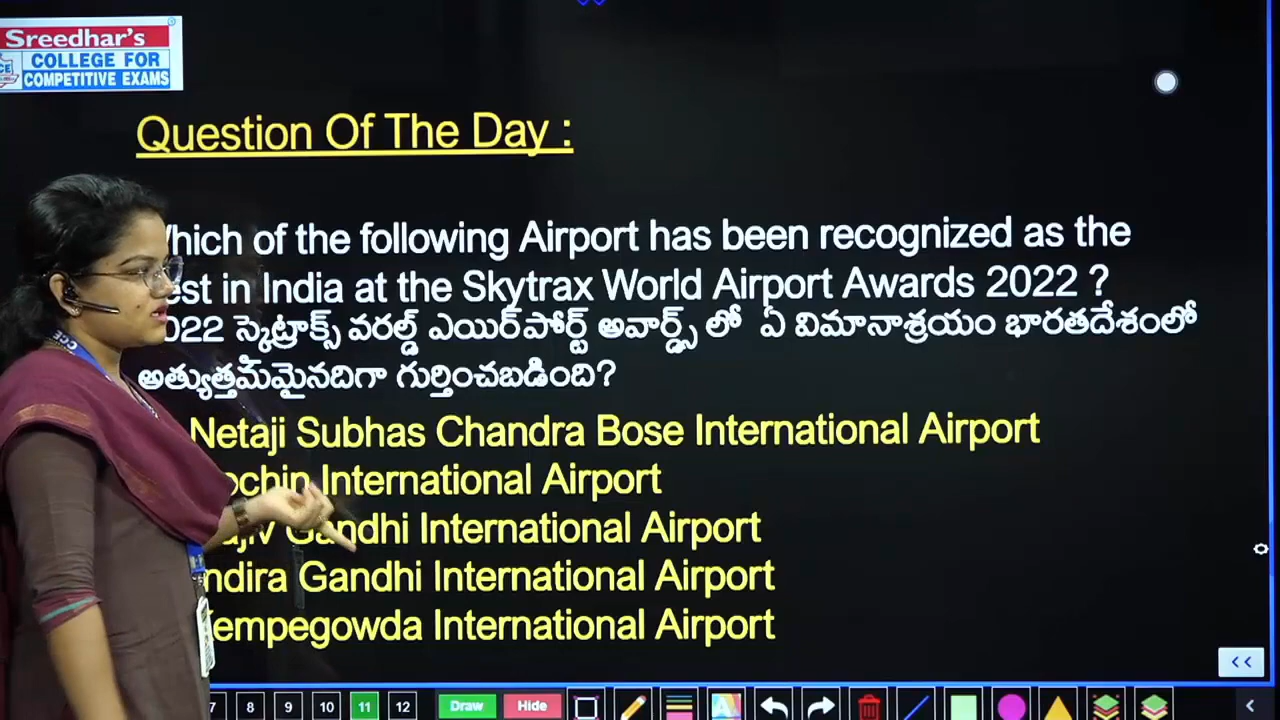 Sreedhar's
COLLEGE FOR
COMPETITIVE EXAMS
Question Of The Day :
hich of the following Airport has been recognized as the
est in India at the Skytrax World Airport Awards 2022 ?
022 స్కైట్రాక్స్ వరల్డ్ ఎయిర్‌పోర్ట్ అవార్డ్స్ లో ఏ విమానాశ్రయం భారతదేశంలో
అత్యుత్తమ్మైనదిగా గుర్తించబడింది?
Netaji Subhas Chandra Bose International Airport
ochin International Airport
Gandhi International Airport
ndira Gandhi International Airport
empegowda International Airport
7 8 9 10 11 12 Draw Hide
<<